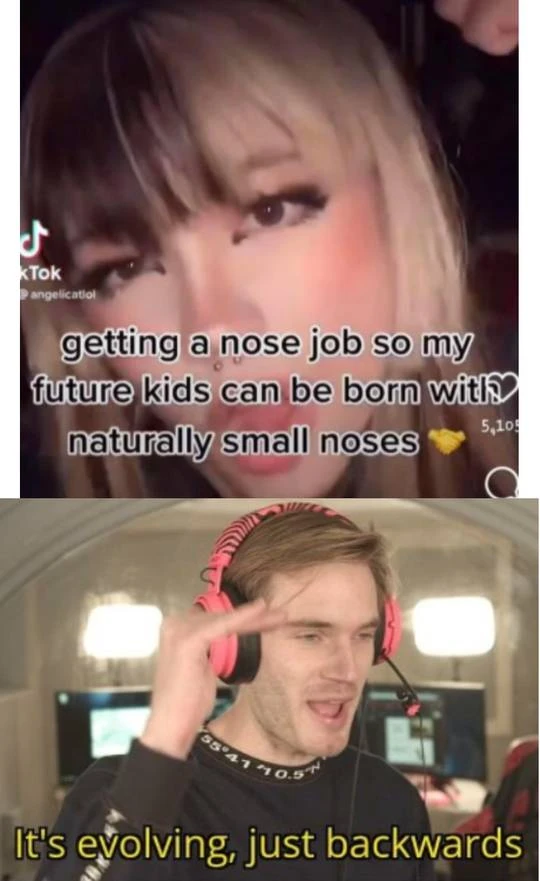 kTok
@angelicatlol
getting a nose job so my
future kids can be born with
naturally small noses
5,105
It's evolving, just backwards